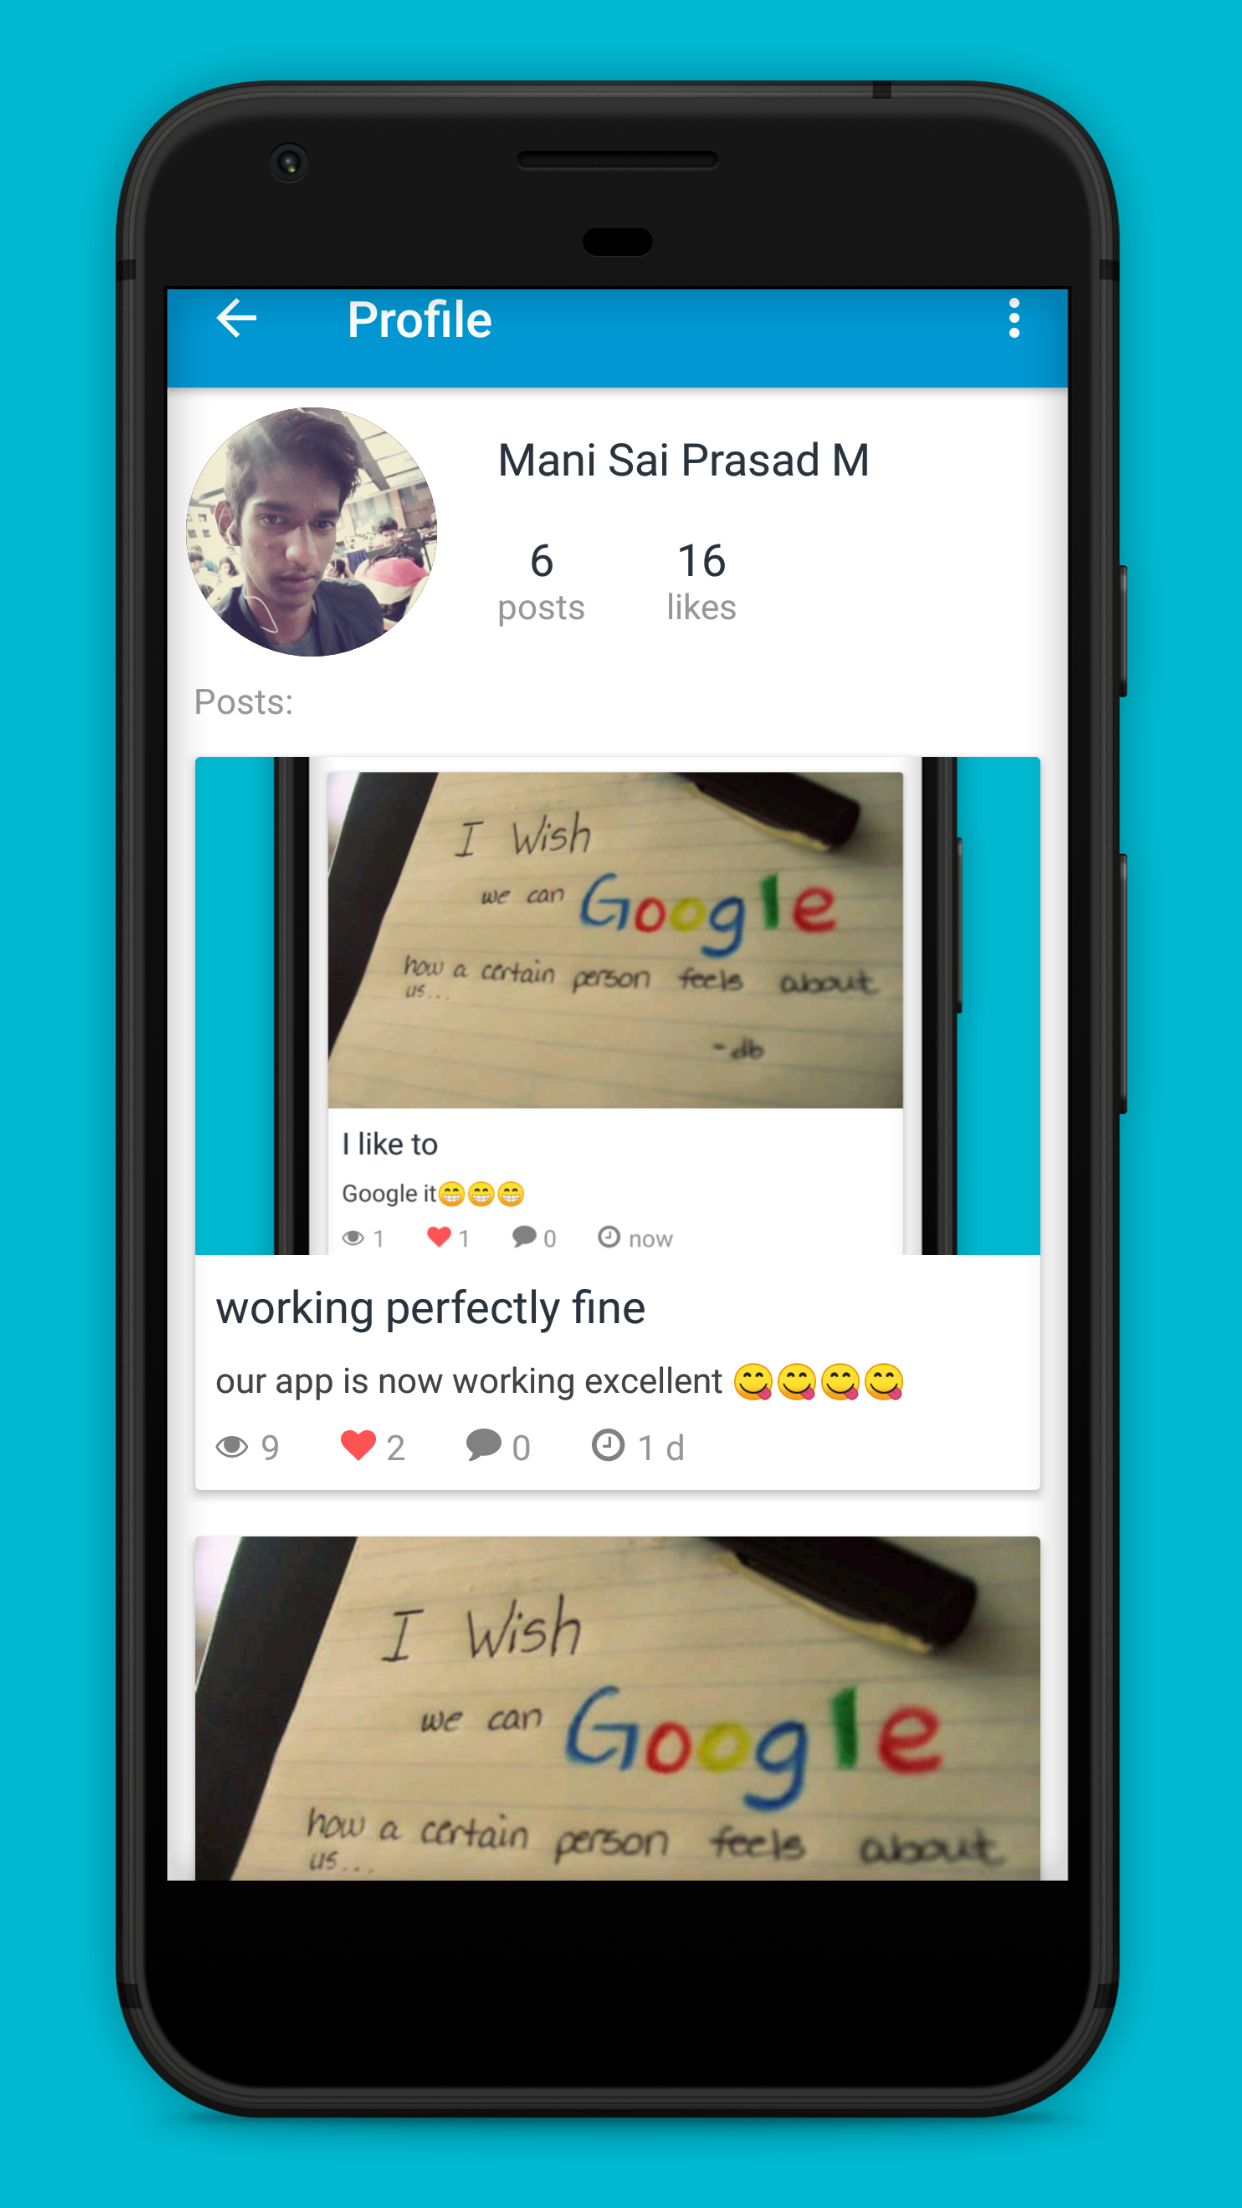 Profile
Mani Sai Prasad M
6 16
posts likes
Posts:
I Wish
we can Google
how a certain person feels about
us...
- db
I like to
Google it😁😁😁
1 1 0 now
working perfectly fine
our app is now working excellent 😋😋😋😋
9 2 0 1 d
I Wish
we can Google
how a certain person feels about
us...